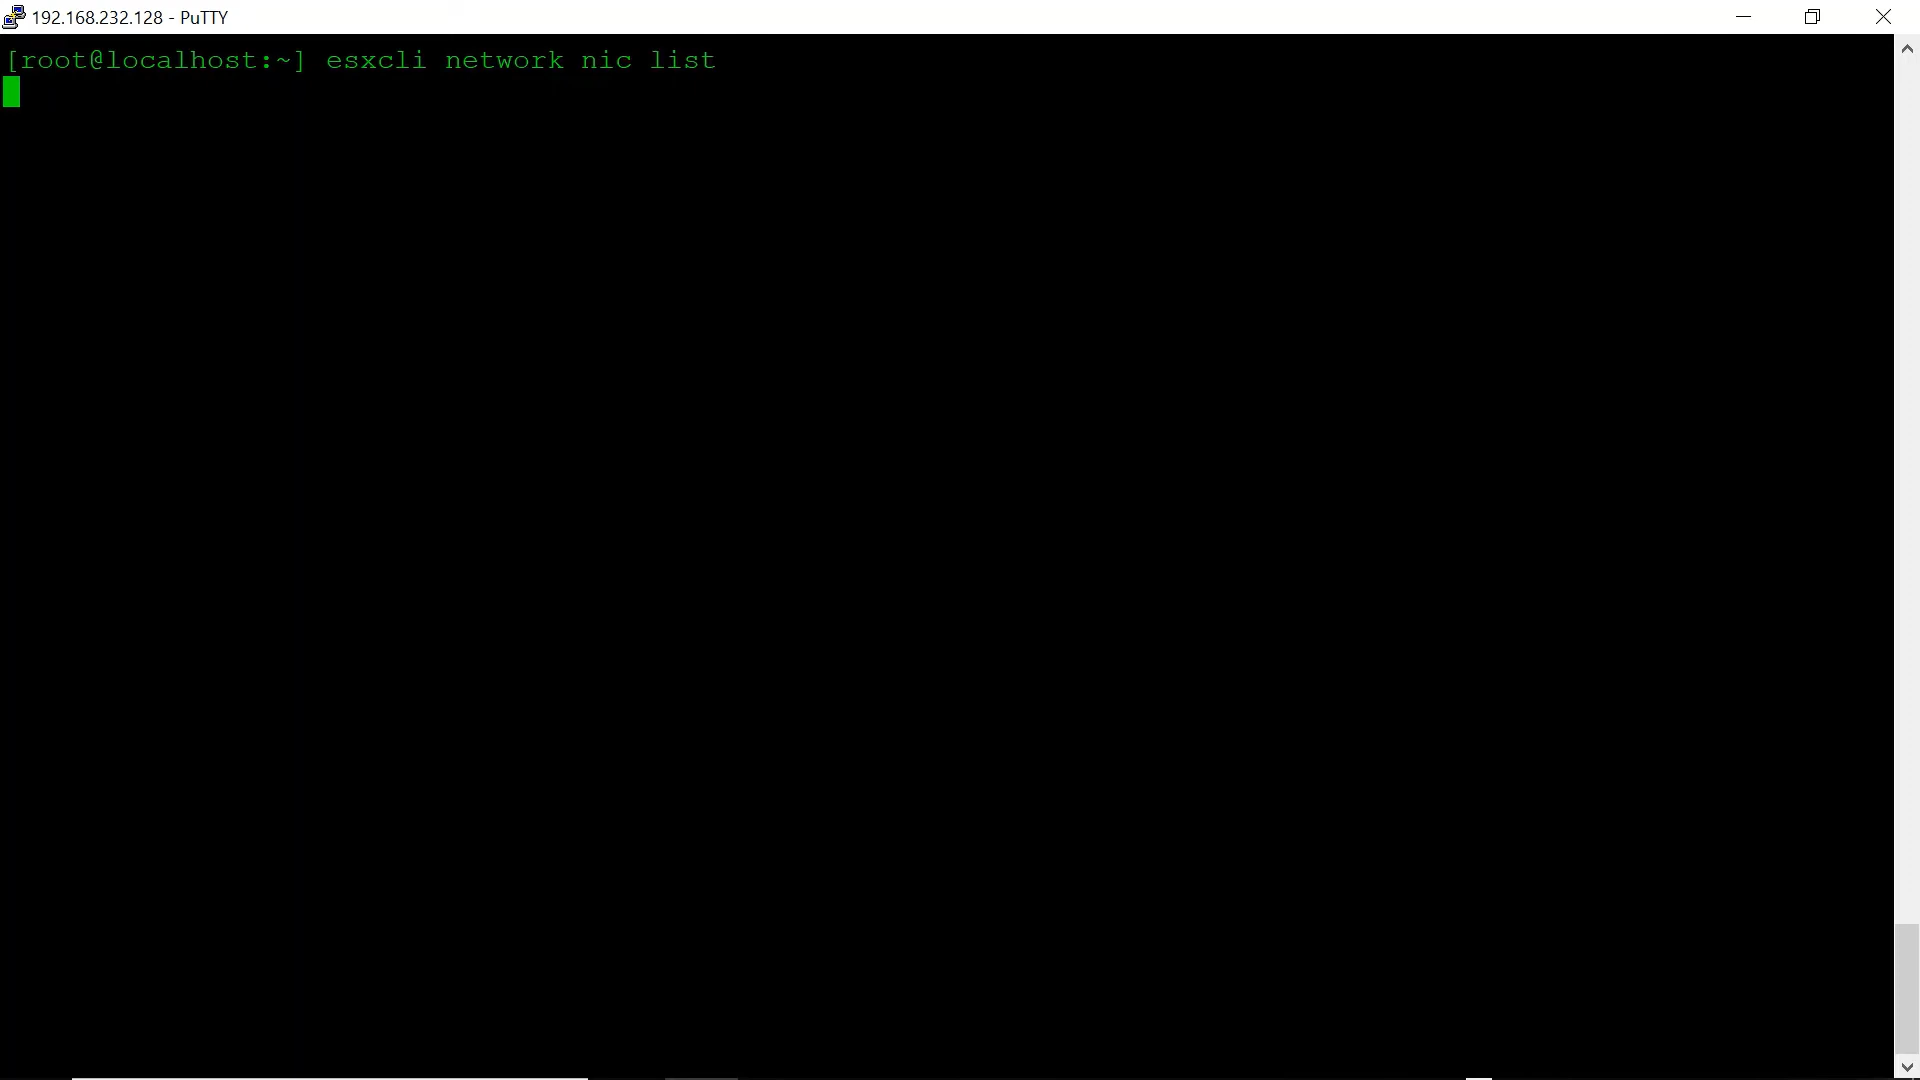 192.168.232.128 - PuTTY
[root@localhost:~] esxcli network nic list